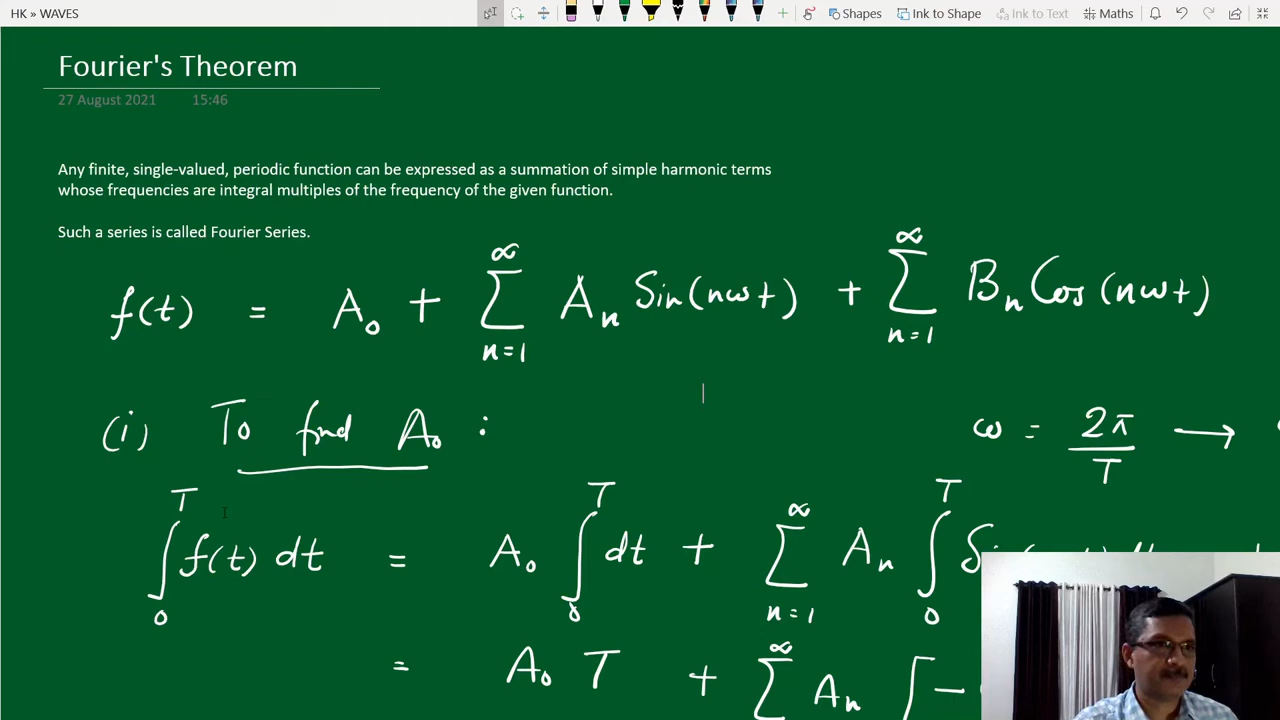 HK » WAVES
Shapes Ink to Shape Ink to Text Maths
Fourier's Theorem
27 August 2021 15:46
Any finite, single-valued, periodic function can be expressed as a summation of simple harmonic terms
whose frequencies are integral multiples of the frequency of the given function.
Such a series is called Fourier Series.
f(t) = A₀ + ∑_{n=1}^{∞} Aₙ Sin(nωt) + ∑_{n=1}^{∞} Bₙ Cos(nωt)
(i) To find A₀ : ω = 2π/T →
∫₀ᵀ f(t) dt = A₀ ∫₀ᵀ dt + ∑_{n=1}^{∞} Aₙ ∫₀ᵀ
= A₀ T + ∑^{∞} Aₙ [ −